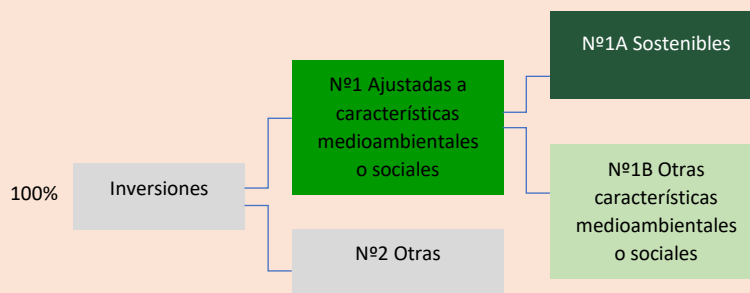 100%
Inversiones
Nº1 Ajustadas a
características
medioambientales
o sociales
Nº2 Otras
Nº1A Sostenibles
Nº1B Otras
características
medioambientales
o sociales